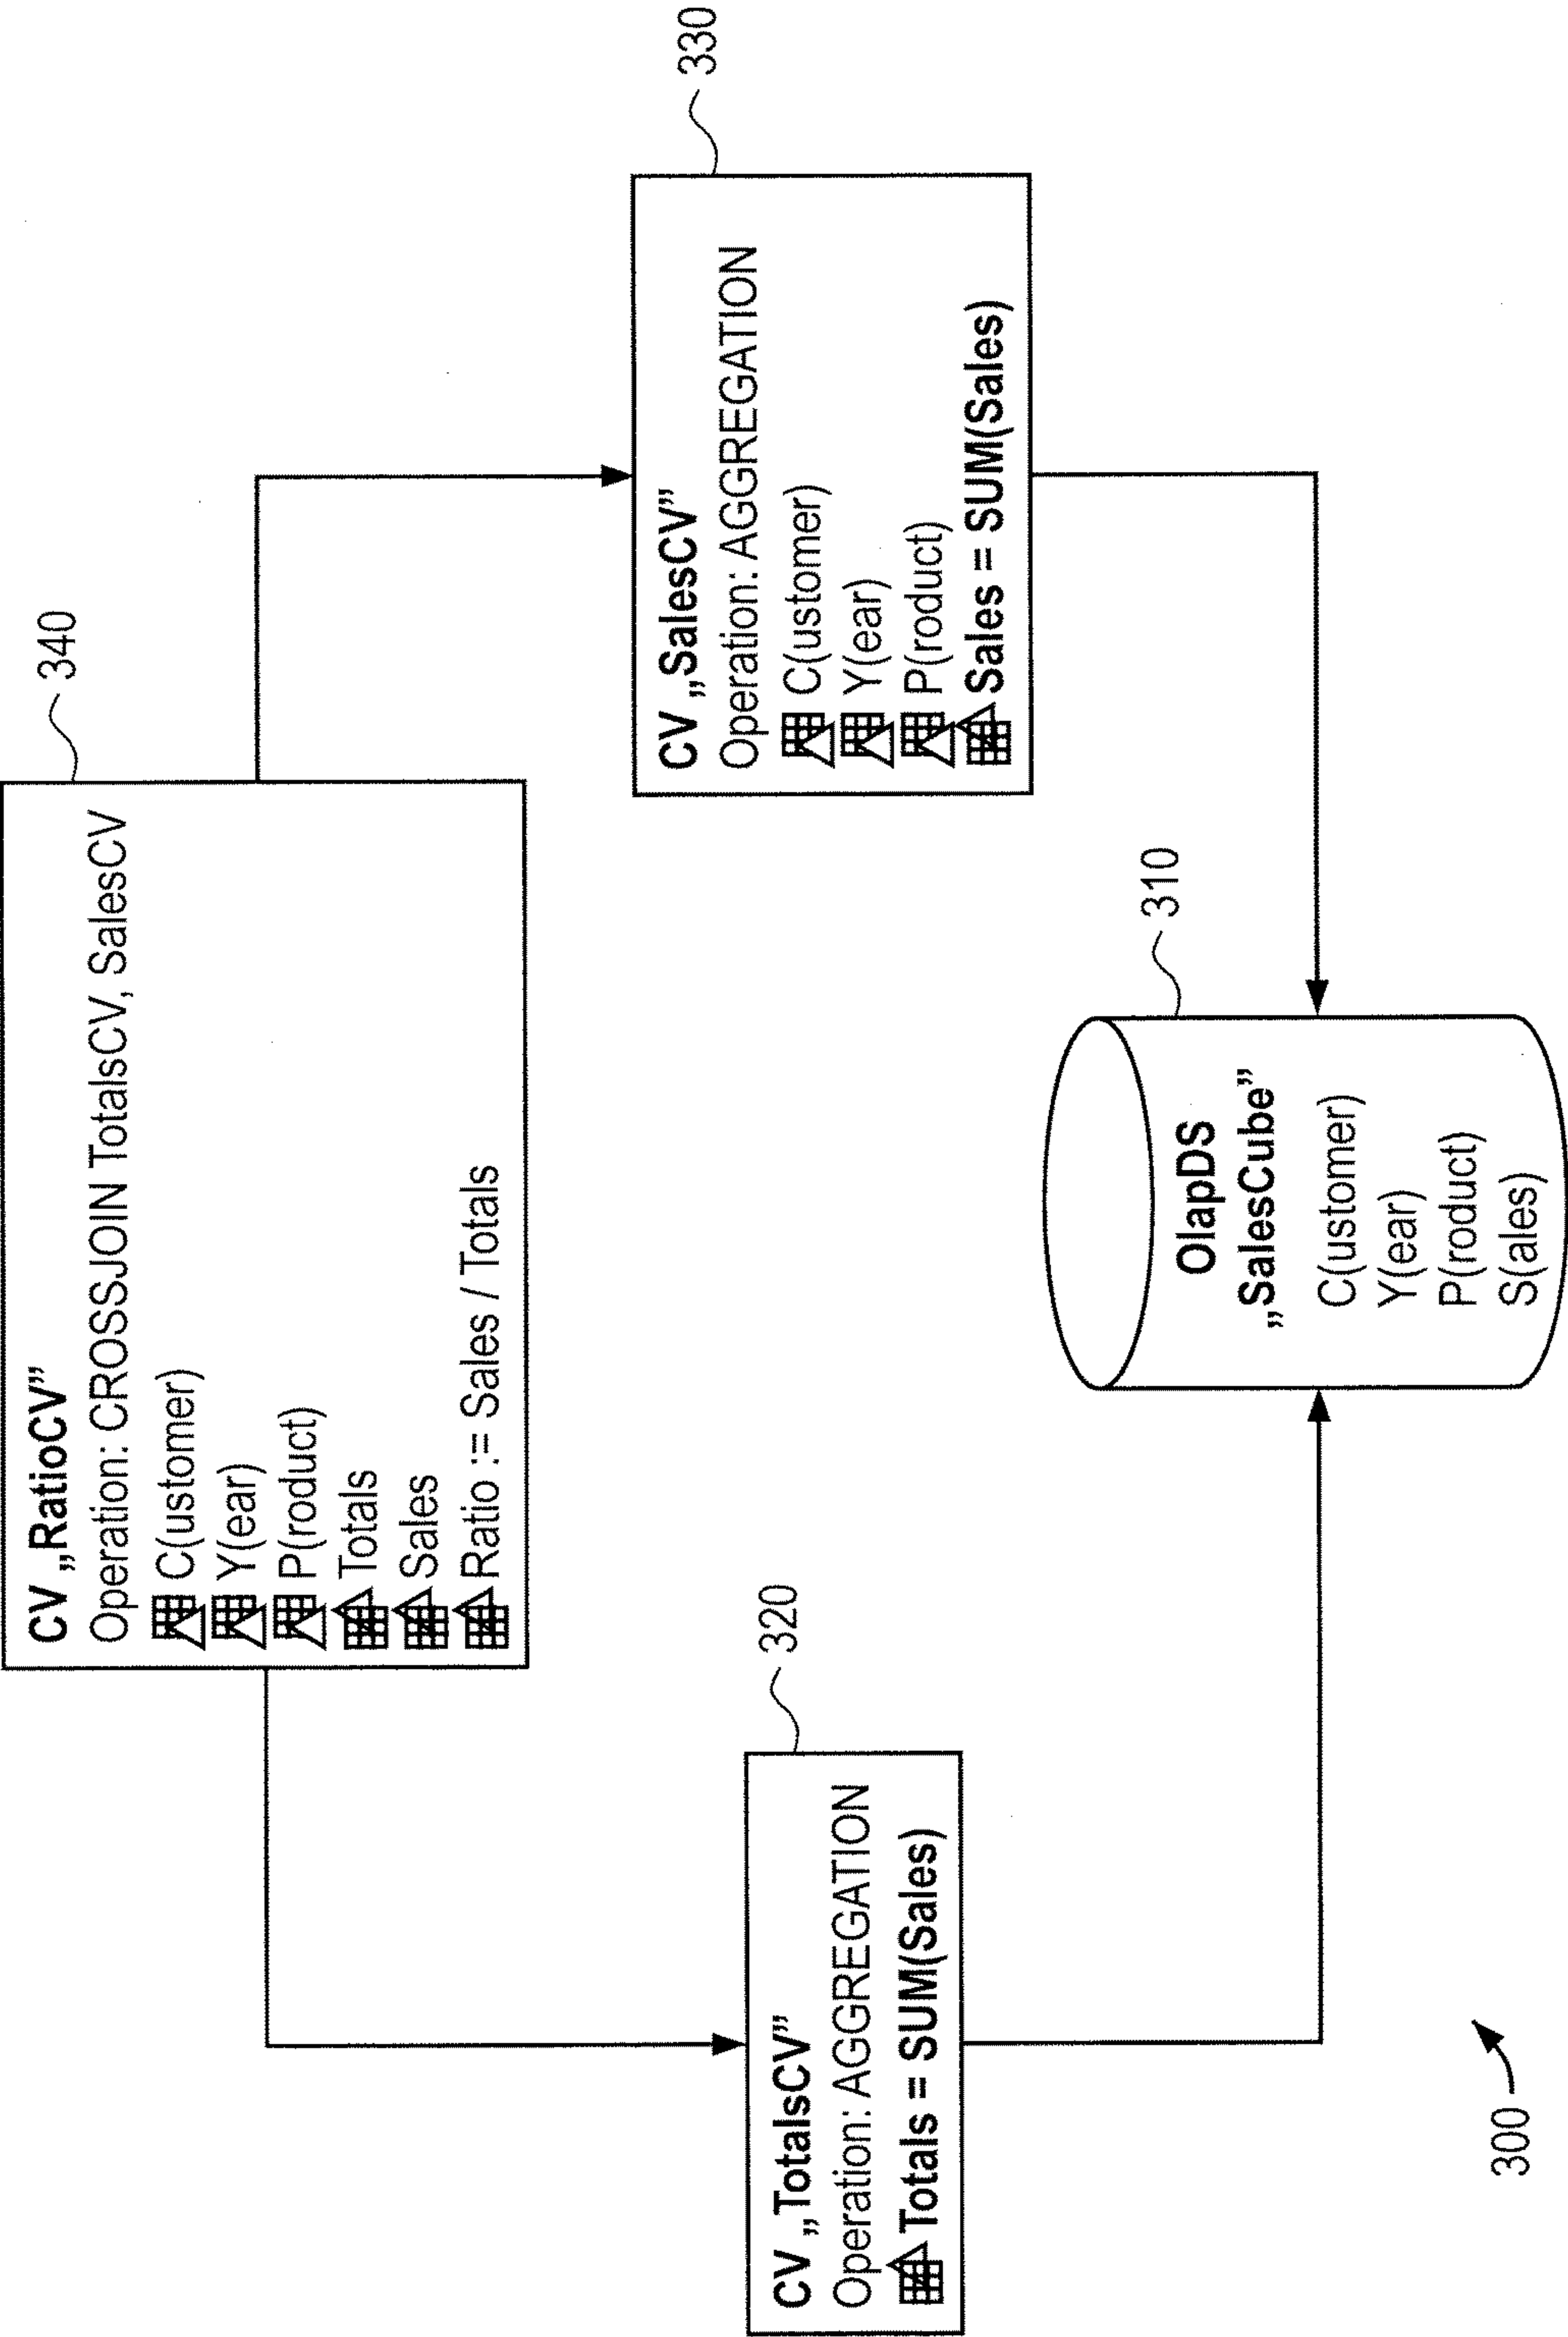 340
CV „RatioCV”
Operation: CROSSJOIN TotalsCV, SalesCV
C(ustomer)
Y(ear)
P(roduct)
Totals
Sales
Ratio := Sales / Totals
320
CV „TotalsCV”
Operation: AGGREGATION
Totals = SUM(Sales)
330
CV „SalesCV”
Operation: AGGREGATION
C(ustomer)
Y(ear)
P(roduct)
Sales = SUM(Sales)
310
OlapDS
„SalesCube”
C(ustomer)
Y(ear)
P(roduct)
S(ales)
300